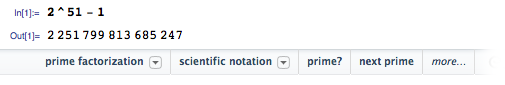 In[1]:= 2^51 - 1
Out[1]= 2 251 799 813 685 247
prime factorization scientific notation prime? next prime more...